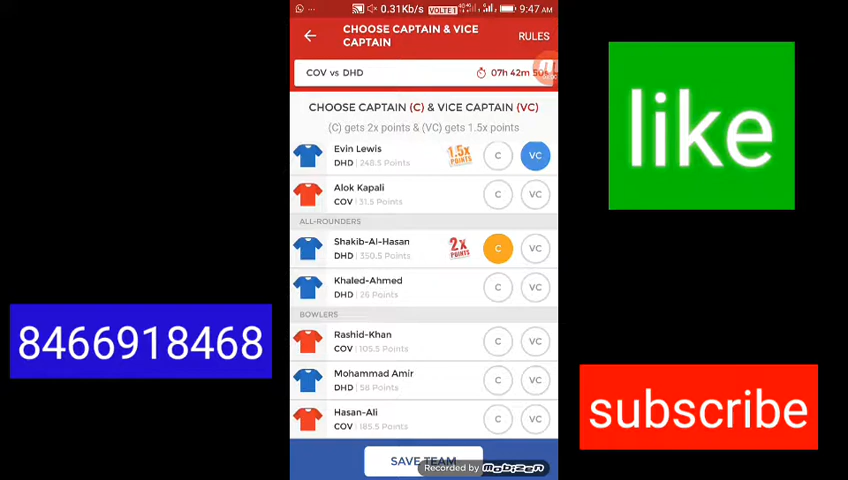 0.31Kb/s VOLTE1 9:47 AM
CHOOSE CAPTAIN & VICE
CAPTAIN
RULES
COV vs DHD 07h 42m 50s
CHOOSE CAPTAIN (C) & VICE CAPTAIN (VC)
(C) gets 2x points & (VC) gets 1.5x points
Evin Lewis
DHD | 248.5 Points
1.5x
POINTS
C VC
Alok Kapali
COV | 31.5 Points
C VC
ALL-ROUNDERS
Shakib-Al-Hasan
DHD | 350.5 Points
2x
POINTS
C VC
Khaled-Ahmed
DHD | 26 Points
C VC
BOWLERS
Rashid-Khan
COV | 105.5 Points
C VC
Mohammad Amir
DHD | 58 Points
C VC
Hasan-Ali
COV | 185.5 Points
C VC
SAVE TEAM
Recorded by mobizen
like
8466918468
subscribe